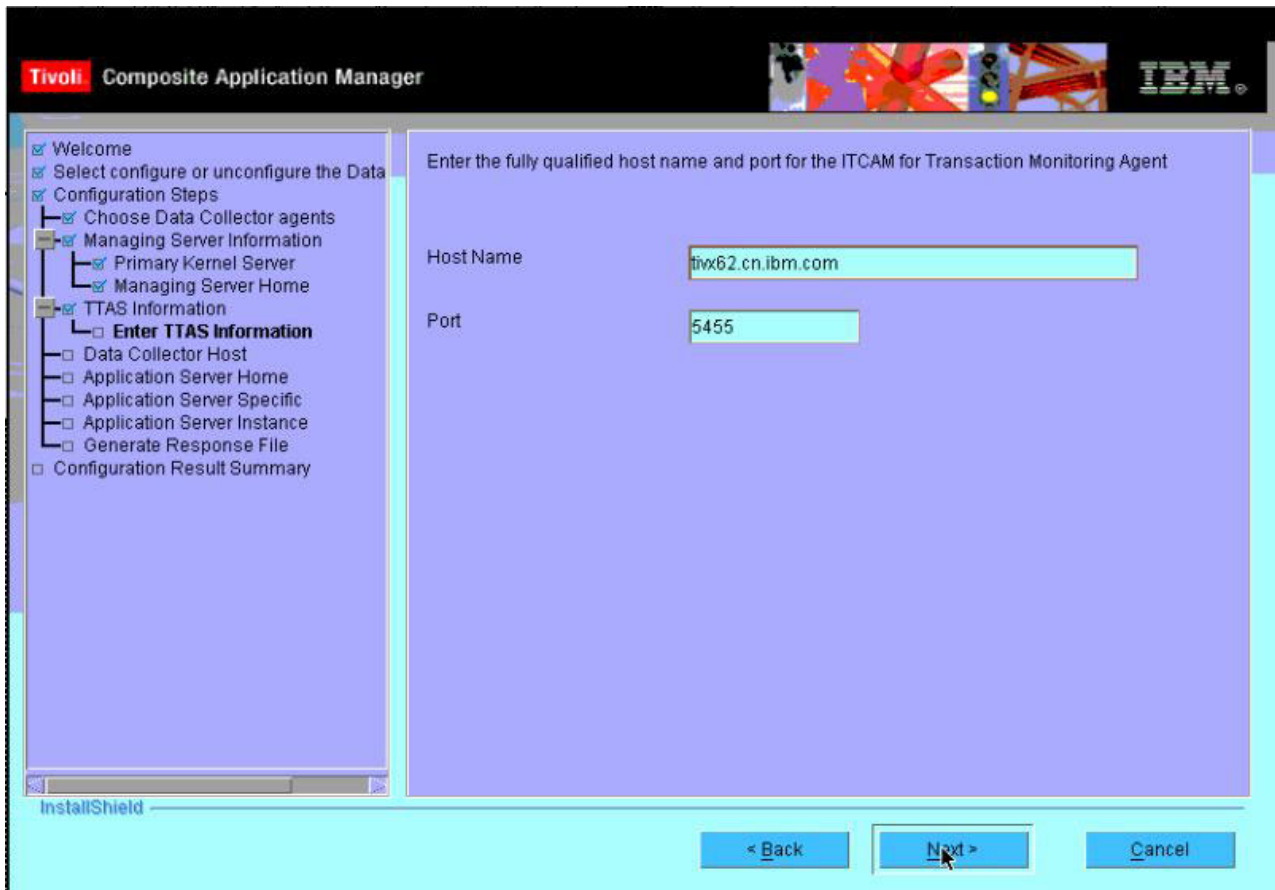 Tivoli. Composite Application Manager
IBM®
Welcome
Select configure or unconfigure the Data
Configuration Steps
Choose Data Collector agents
Managing Server Information
Primary Kernel Server
Managing Server Home
TTAS Information
Enter TTAS Information
Data Collector Host
Application Server Home
Application Server Specific
Application Server Instance
Generate Response File
Configuration Result Summary
Enter the fully qualified host name and port for the ITCAM for Transaction Monitoring Agent
Host Name
tivx62.cn.ibm.com
Port
5455
InstallShield
< Back
Next >
Cancel